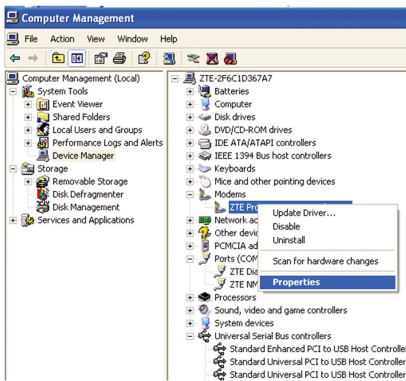 Computer Management
File Action View Window Help
Computer Management (Local)
System Tools
Event Viewer
Shared Folders
Local Users and Groups
Performance Logs and Alerts
Device Manager
Storage
Removable Storage
Disk Defragmenter
Disk Management
Services and Applications
ZTE-2F6C1D367A7
Batteries
Computer
Disk drives
DVD/CD-ROM drives
IDE ATA/ATAPI controllers
IEEE 1394 Bus host controllers
Keyboards
Mice and other pointing devices
Modems
ZTE Pro
Network ac
Other devic
PCMCIA ad
Ports (COM
ZTE Dia
ZTE NM
Processors
Sound, video and game controllers
System devices
Universal Serial Bus controllers
Standard Enhanced PCI to USB Host Controller
Standard Universal PCI to USB Host Controller
Standard Universal PCI to USB Host Controller
Update Driver...
Disable
Uninstall
Scan for hardware changes
Properties